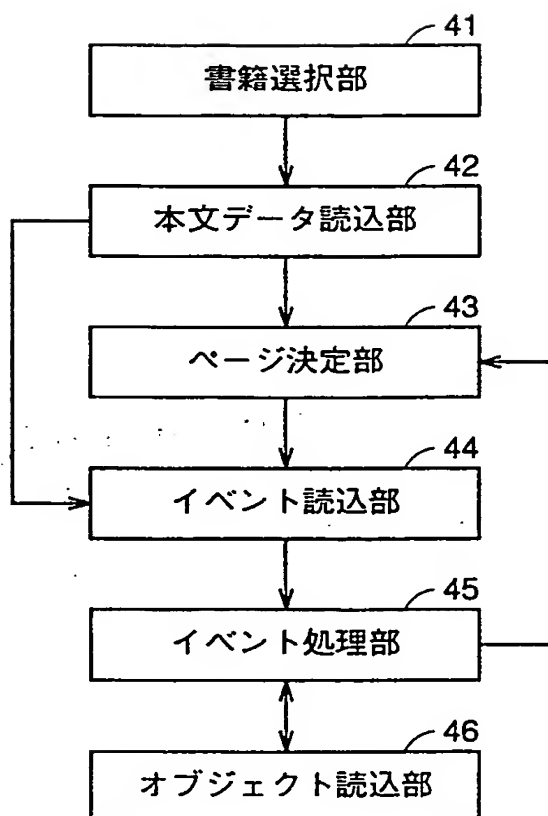 41
書籍選択部
42
本文データ読込部
43
ページ決定部
44
イベント読込部
45
イベント処理部
46
オブジェクト読込部